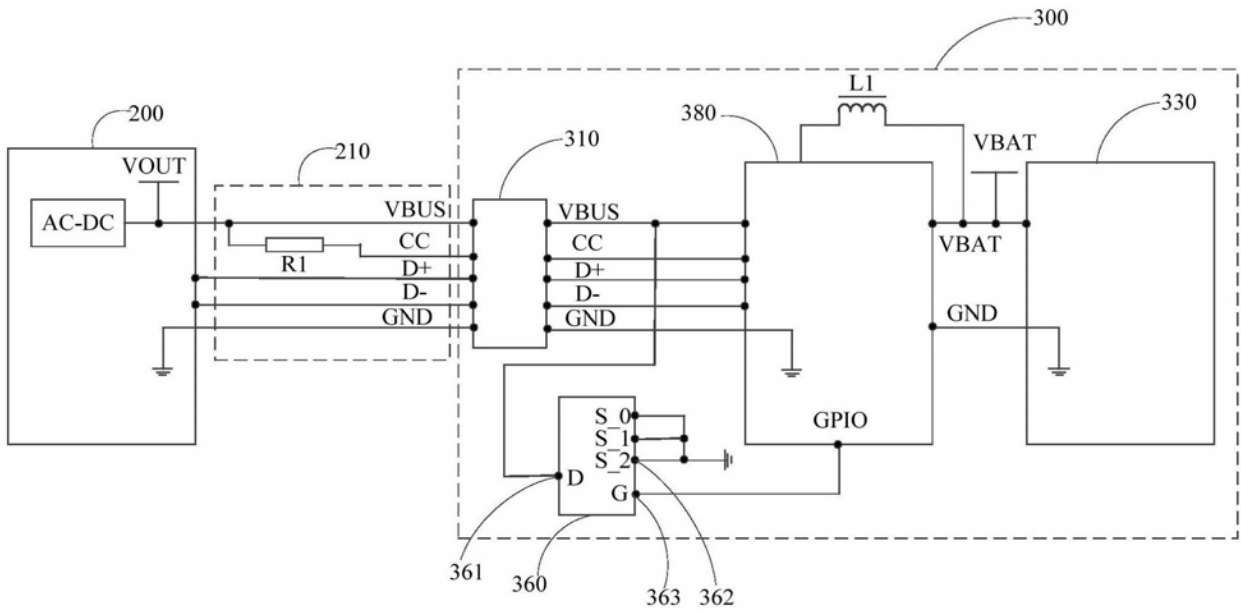 300
L1
200
380
330
210
310
VOUT
VBAT
AC-DC
VBUS
VBUS
CC
CC
VBAT
R1
D+
D+
D-
D-
GND
GND
GND
S_0
GPIO
S_1
S_2
D
G
361
360
363
362